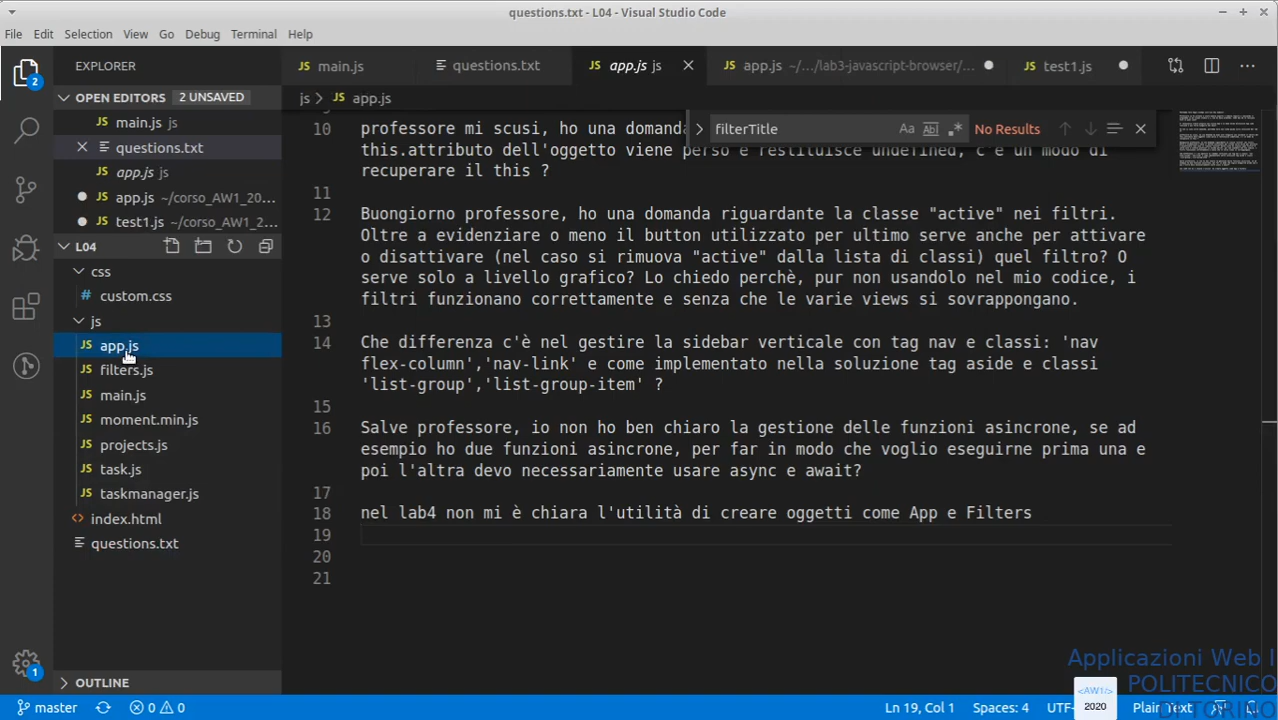 questions.txt - L04 - Visual Studio Code
File Edit Selection View Go Debug Terminal Help
EXPLORER
main.js
questions.txt
app.js js
app.js ~/.../lab3-javascript-browser/...
test1.js
OPEN EDITORS 2 UNSAVED
js > app.js
main.js js
questions.txt
app.js js
app.js ~/corso_AW1_20...
test1.js ~/corso_AW1_2...
L04
css
custom.css
js
app.js
filters.js
main.js
moment.min.js
projects.js
task.js
taskmanager.js
index.html
questions.txt
OUTLINE
filterTitle Aa Abl No Results
10 professore mi scusi, ho una domanda
this.attributo dell'oggetto viene perso e restituisce undefined, c'è un modo di
recuperare il this ?
11
12 Buongiorno professore, ho una domanda riguardante la classe "active" nei filtri.
Oltre a evidenziare o meno il button utilizzato per ultimo serve anche per attivare
o disattivare (nel caso si rimuova "active" dalla lista di classi) quel filtro? O
serve solo a livello grafico? Lo chiedo perchè, pur non usandolo nel mio codice, i
filtri funzionano correttamente e senza che le varie views si sovrappongano.
13
14 Che differenza c'è nel gestire la sidebar verticale con tag nav e classi: 'nav
flex-column','nav-link' e come implementato nella soluzione tag aside e classi
'list-group','list-group-item' ?
15
16 Salve professore, io non ho ben chiaro la gestione delle funzioni asincrone, se ad
esempio ho due funzioni asincrone, per far in modo che voglio eseguirne prima una e
poi l'altra devo necessariamente usare async e await?
17
18 nel lab4 non mi è chiara l'utilità di creare oggetti come App e Filters
19
20
21
2
1
Applicazioni Web I
POLITECNICO
DI TORINO
<AW1/>
2020
master 0 0 Ln 19, Col 1 Spaces: 4 UTF- Plain Text